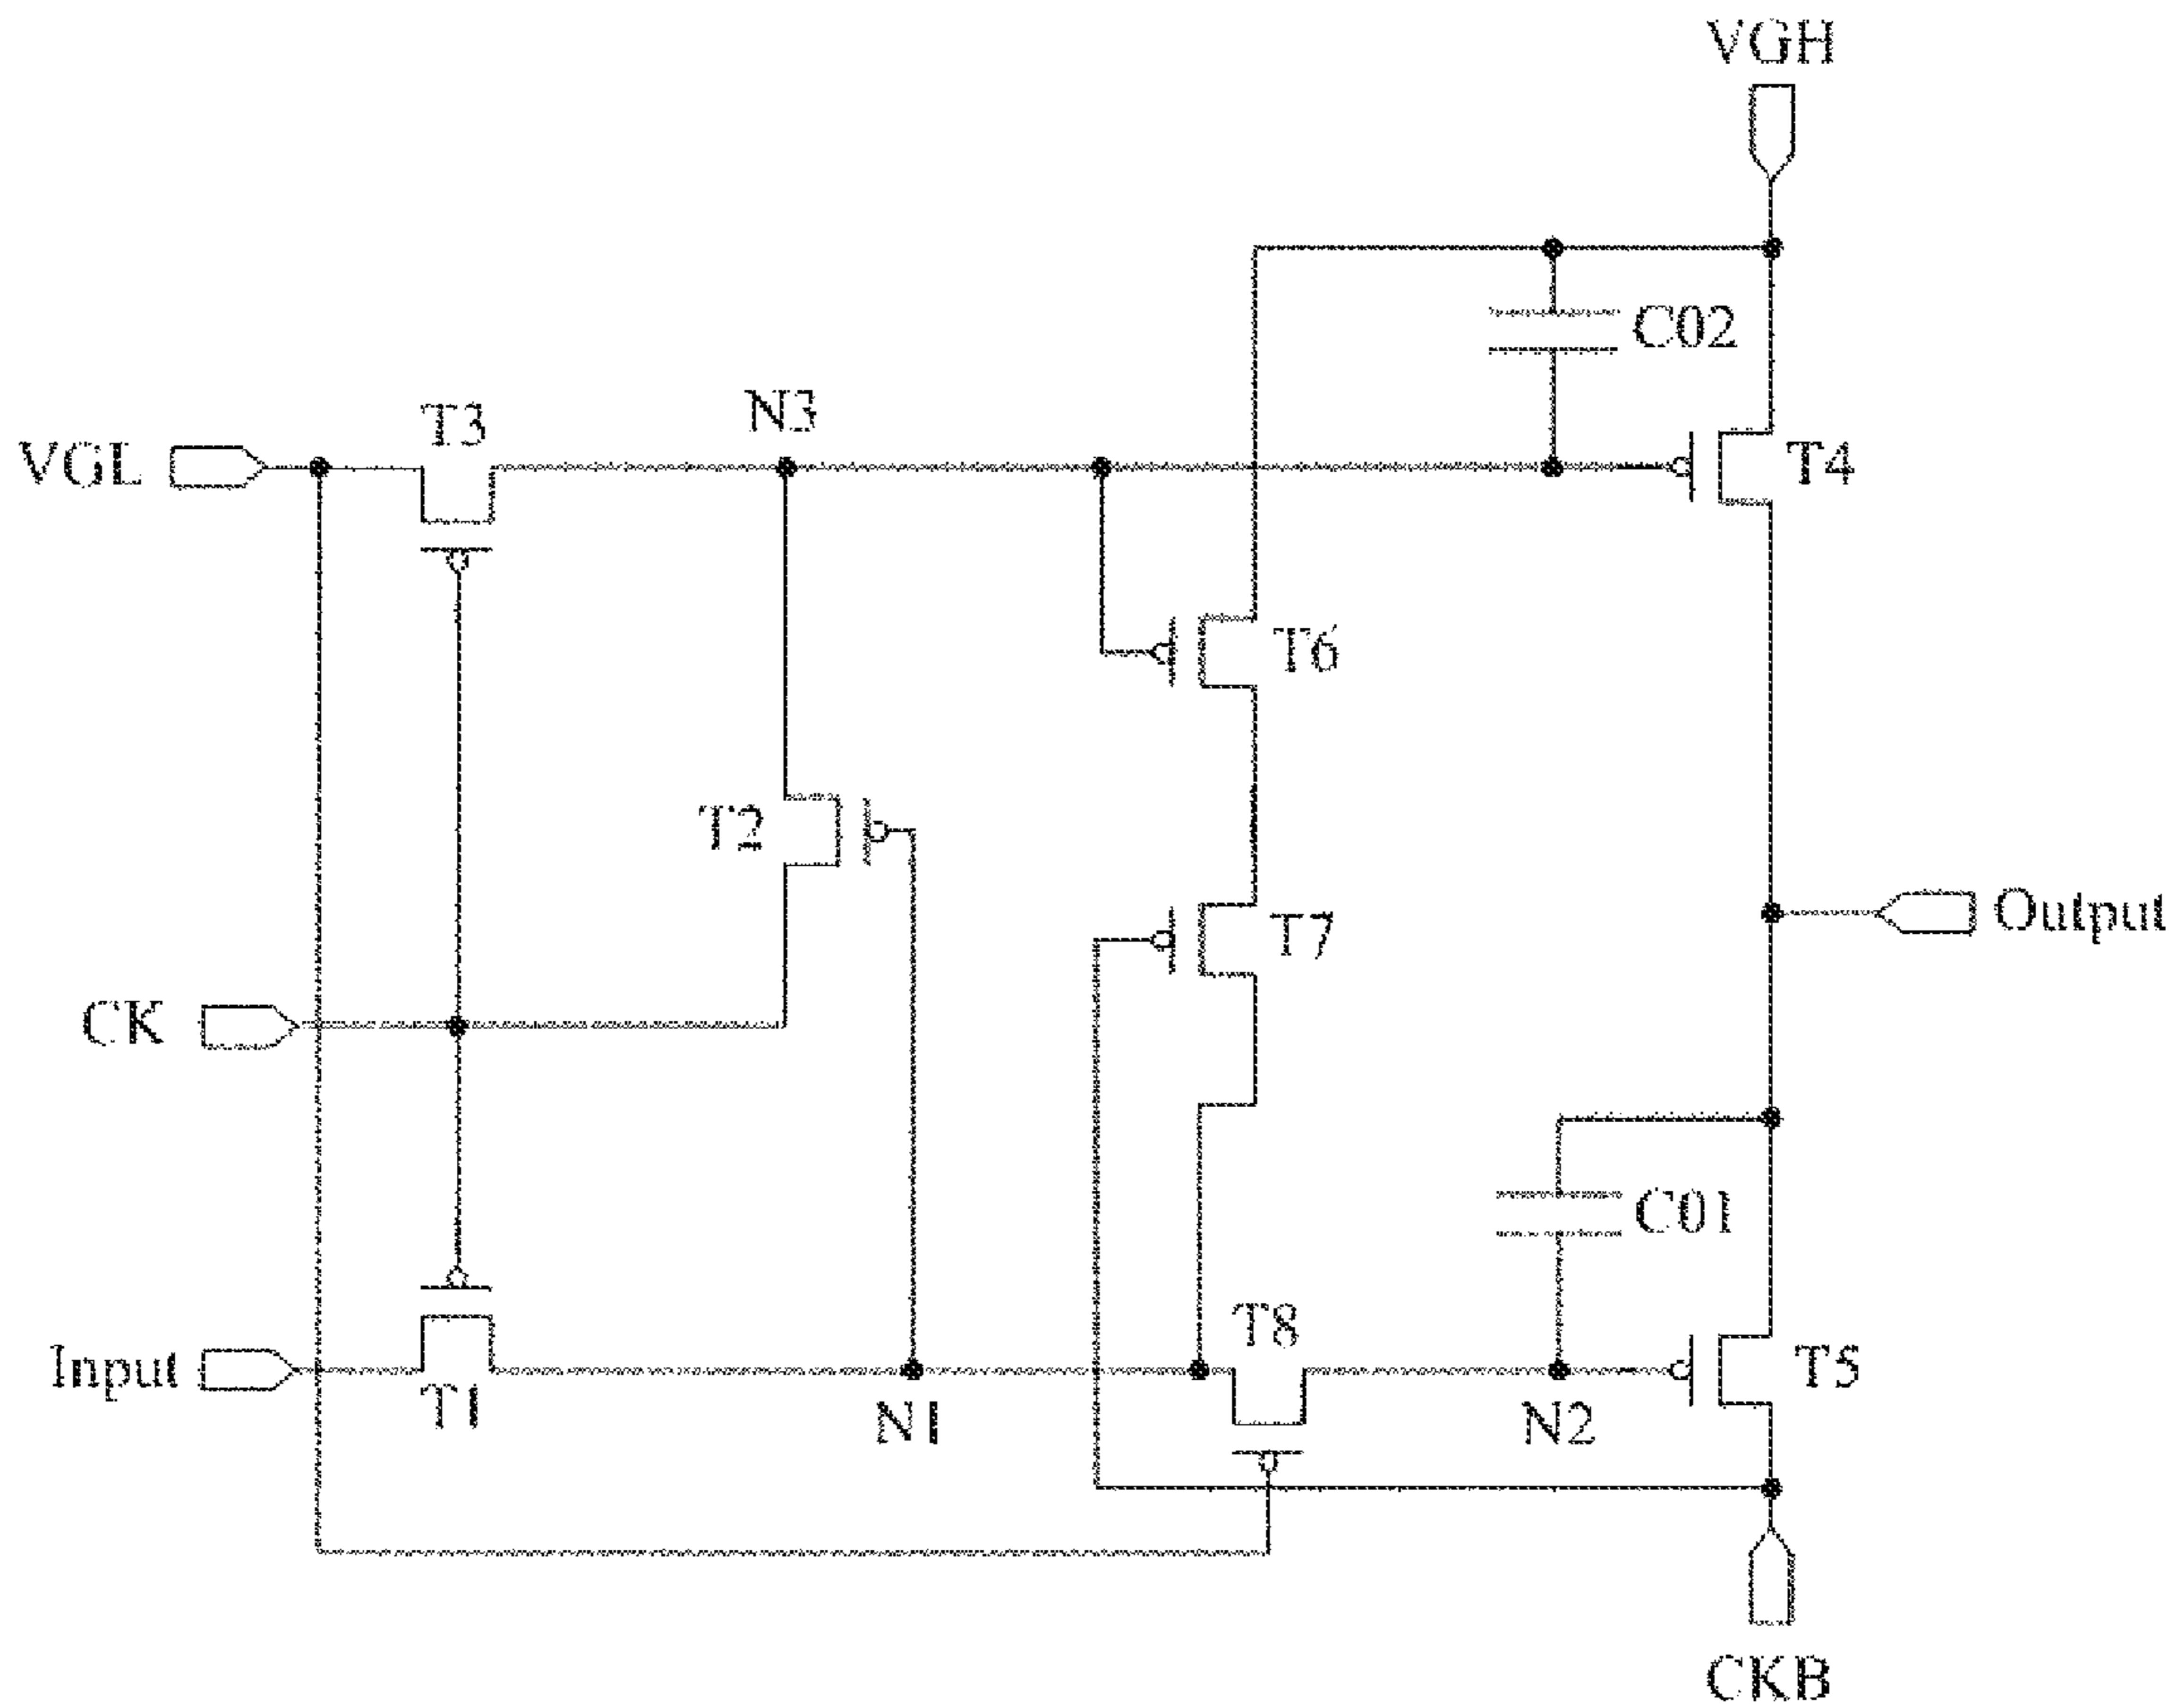 VGH
C02
T3
N3
VGL
T4
T6
T2
T7
Output
CK
C01
T8
Input
T5
T1
N1
N2
CKB